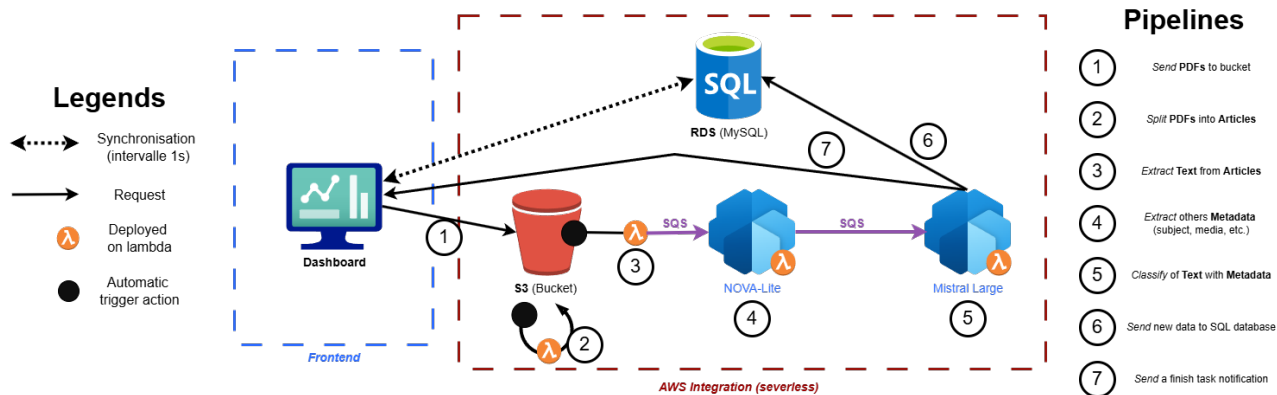 Legends
Synchronisation
(intervalle 1s)
Request
Deployed
on lambda
Automatic
trigger action
Dashboard
Frontend
1
SQL
RDS (MySQL)
7
6
S3 (Bucket)
λ
3
SQS
λ
NOVA-Lite
4
SQS
λ
Mistral Large
5
λ
2
λ
AWS Integration (severless)
Pipelines
1
Send PDFs to bucket
2
Split PDFs into Articles
3
Extract Text from Articles
4
Extract others Metadata
(subject, media, etc.)
5
Classify of Text with Metadata
6
Send new data to SQL database
7
Send a finish task notification